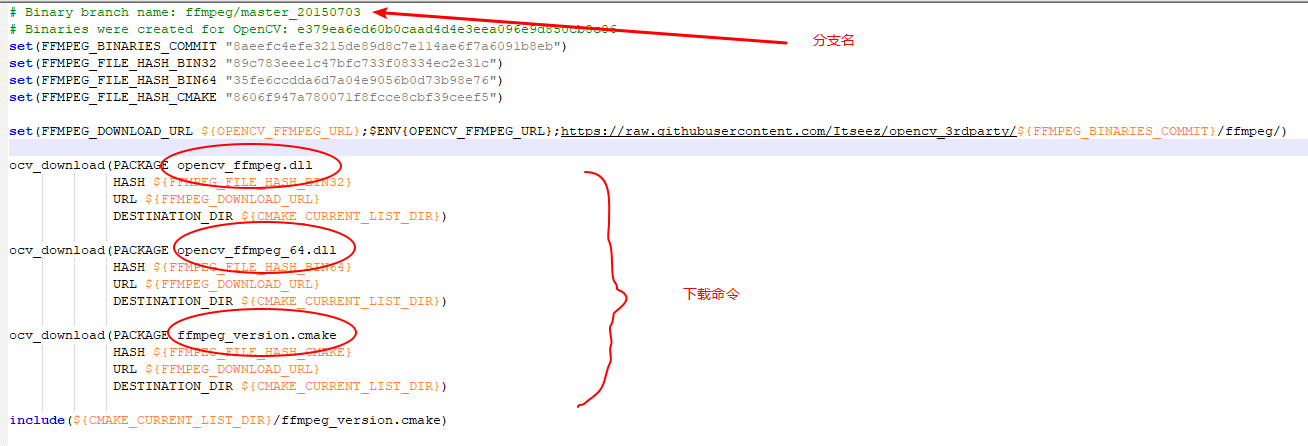 # Binary branch name: ffmpeg/master_20150703
分支名
# Binaries were created for OpenCV: e379ea6ed60b0caad4d4e3eea096e9d850cb8c86
set(FFMPEG_BINARIES_COMMIT "8aeefc4efe3215de89d8c7e114ae6f7a6091b8eb")
set(FFMPEG_FILE_HASH_BIN32 "89c783eee1c47bfc733f08334ec2e31c")
set(FFMPEG_FILE_HASH_BIN64 "35fe6ccdda6d7a04e9056b0d73b98e76")
set(FFMPEG_FILE_HASH_CMAKE "8606f947a780071f8fcce8cbf39ceef5")
set(FFMPEG_DOWNLOAD_URL ${OPENCV_FFMPEG_URL};$ENV{OPENCV_FFMPEG_URL};https://raw.githubusercontent.com/Itseez/opencv_3rdparty/${FFMPEG_BINARIES_COMMIT}/ffmpeg/)
ocv_download(PACKAGE opencv_ffmpeg.dll
HASH ${FFMPEG_FILE_HASH_BIN32}
URL ${FFMPEG_DOWNLOAD_URL}
DESTINATION_DIR ${CMAKE_CURRENT_LIST_DIR})
ocv_download(PACKAGE opencv_ffmpeg_64.dll
HASH ${FFMPEG_FILE_HASH_BIN64}
URL ${FFMPEG_DOWNLOAD_URL}
DESTINATION_DIR ${CMAKE_CURRENT_LIST_DIR})
下载命令
ocv_download(PACKAGE ffmpeg_version.cmake
HASH ${FFMPEG_FILE_HASH_CMAKE}
URL ${FFMPEG_DOWNLOAD_URL}
DESTINATION_DIR ${CMAKE_CURRENT_LIST_DIR})
include(${CMAKE_CURRENT_LIST_DIR}/ffmpeg_version.cmake)